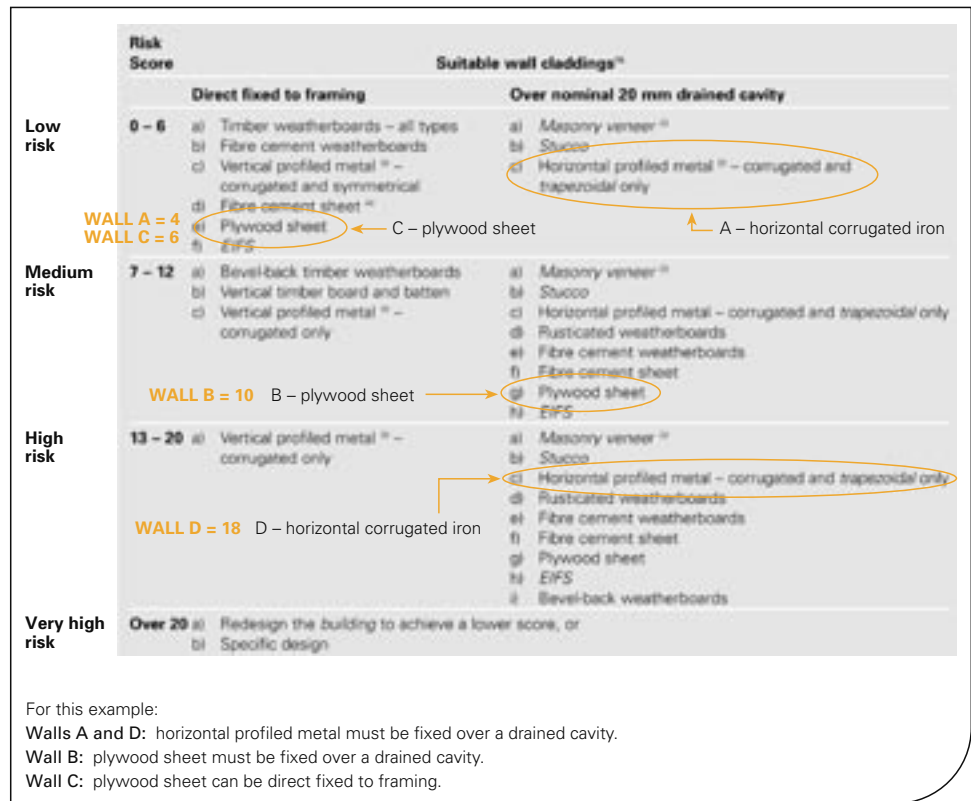 Risk
Score
Suitable wall claddings
Direct fixed to framing
Over nominal 20 mm drained cavity
Low
risk
0 – 6
a) Timber weatherboards – all types
b) Fibre cement weatherboards
c) Vertical profiled metal –
corrugated and symmetrical
d) Fibre cement sheet
e) Plywood sheet
f) EIFS
a) Masonry veneer
b) Stucco
c) Horizontal profiled metal – corrugated and
trapezoidal only
WALL A = 4
WALL C = 6
C – plywood sheet
A – horizontal corrugated iron
Medium
risk
7 – 12
a) Bevel-back timber weatherboards
b) Vertical timber board and batten
c) Vertical profiled metal –
corrugated only
a) Masonry veneer
b) Stucco
c) Horizontal profiled metal – corrugated and trapezoidal only
d) Rusticated weatherboards
e) Fibre cement weatherboards
f) Fibre cement sheet
g) Plywood sheet
h) EIFS
WALL B = 10 B – plywood sheet
High
risk
13 – 20
a) Vertical profiled metal –
corrugated only
a) Masonry veneer
b) Stucco
c) Horizontal profiled metal – corrugated and trapezoidal only
d) Rusticated weatherboards
e) Fibre cement weatherboards
f) Fibre cement sheet
g) Plywood sheet
h) EIFS
i) Bevel-back weatherboards
WALL D = 18 D – horizontal corrugated iron
Very high
risk
Over 20
a) Redesign the building to achieve a lower score, or
b) Specific design
For this example:
Walls A and D: horizontal profiled metal must be fixed over a drained cavity.
Wall B: plywood sheet must be fixed over a drained cavity.
Wall C: plywood sheet can be direct fixed to framing.